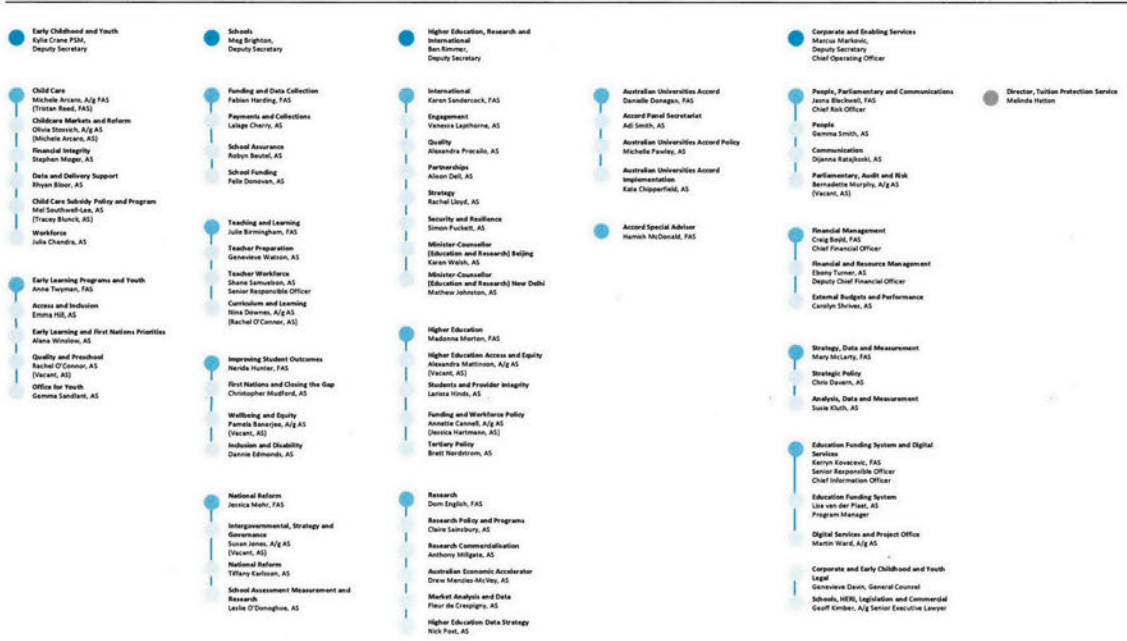 Early Childhood and Youth
Kylie Crane PSM,
Deputy Secretary
Child Care
Michele Arcaro, A/g FAS
(Tristan Reed, FAS)
Childcare Markets and Reform
Olivia Stossich, A/g AS
(Michele Arcaro, AS)
Financial Integrity
Stephen Moger, AS
Data and Delivery Support
Rhyan Bloor, AS
Child Care Subsidy Policy and Program
Mel Southwell-Lee, AS
(Tracey Blunck, AS)
Workforce
Julia Chandra, AS
Early Learning Programs and Youth
Anne Twyman, FAS
Access and Inclusion
Emma Hill, AS
Early Learning and First Nations Priorities
Alana Winslow, AS
Quality and Preschool
Rachel O'Connor, AS
(Vacant, AS)
Office for Youth
Gemma Sandlant, AS
Schools
Meg Brighton,
Deputy Secretary
Funding and Data Collection
Fabian Harding, FAS
Payments and Collections
Lalage Cherry, AS
School Assurance
Robyn Beutel, AS
School Funding
Felie Donovan, AS
Teaching and Learning
Julie Birmingham, FAS
Teacher Preparation
Genevieve Watson, AS
Teacher Workforce
Shane Samuelson, AS
Senior Responsible Officer
Curriculum and Learning
Nina Downes, A/g AS
(Rachel O'Connor, AS)
Improving Student Outcomes
Nerida Hunter, FAS
First Nations and Closing the Gap
Christopher Mudford, AS
Wellbeing and Equity
Pamela Banerjee, A/g AS
(Vacant, AS)
Inclusion and Disability
Dannie Edmonds, AS
National Reform
Jessica Mohr, FAS
Intergovernmental, Strategy and
Governance
Susan Jones, A/g AS
(Vacant, AS)
National Reform
Tiffany Karlsson, AS
School Assessment Measurement and
Research
Leslie O'Donoghue, AS
Higher Education, Research and
International
Ben Rimmer,
Deputy Secretary
International
Karen Sandercock, FAS
Engagement
Vanessa Lapthorne, AS
Quality
Alexandra Procailo, AS
Partnerships
Alison Dell, AS
Strategy
Rachel Lloyd, AS
Security and Resilience
Simon Puckett, AS
Minister-Counsellor
(Education and Research) Beijing
Karen Welsh, AS
Minister-Counsellor
(Education and Research) New Delhi
Mathew Johnston, AS
Higher Education
Madonna Morton, FAS
Higher Education Access and Equity
Alexandra Mattinson, A/g AS
(Vacant, AS)
Students and Provider Integrity
Larissa Hinds, AS
Funding and Workforce Policy
Annette Cannell, A/g AS
(Jessica Hartmann, AS)
Tertiary Policy
Brett Nordstrom, AS
Research
Dom English, FAS
Research Policy and Programs
Claire Sainsbury, AS
Research Commercialisation
Anthony Millgate, AS
Australian Economic Accelerator
Drew Menzies-McVey, AS
Market Analysis and Data
Fleur de Crespigny, AS
Higher Education Data Strategy
Nick Post, AS
Australian Universities Accord
Danielle Donegan, FAS
Accord Panel Secretariat
Adi Smith, AS
Australian Universities Accord Policy
Michelle Pawley, AS
Australian Universities Accord
Implementation
Kate Chipperfield, AS
Accord Special Adviser
Hamish McDonald, FAS
Corporate and Enabling Services
Marcus Markovic,
Deputy Secretary
Chief Operating Officer
People, Parliamentary and Communications
Jasna Blackwell, FAS
Chief Risk Officer
People
Gemma Smith, AS
Communication
Dijanna Ratajkoski, AS
Parliamentary, Audit and Risk
Bernadette Murphy, A/g AS
(Vacant, AS)
Financial Management
Craig Boyd, FAS
Chief Financial Officer
Financial and Resource Management
Ebony Turner, AS
Deputy Chief Financial Officer
External Budgets and Performance
Carolyn Shrives, AS
Strategy, Data and Measurement
Mary McLarty, FAS
Strategic Policy
Chris Davern, AS
Analysis, Data and Measurement
Susie Kluth, AS
Education Funding System and Digital
Services
Kerryn Kovacevic, FAS
Senior Responsible Officer
Chief Information Officer
Education Funding System
Lisa van der Plaat, AS
Program Manager
Digital Services and Project Office
Martin Ward, A/g AS
Corporate and Early Childhood and Youth
Legal
Genevieve Davin, General Counsel
Schools, HERI, Legislation and Commercial
Geoff Kimber, A/g Senior Executive Lawyer
Director, Tuition Protection Service
Melinda Hatton